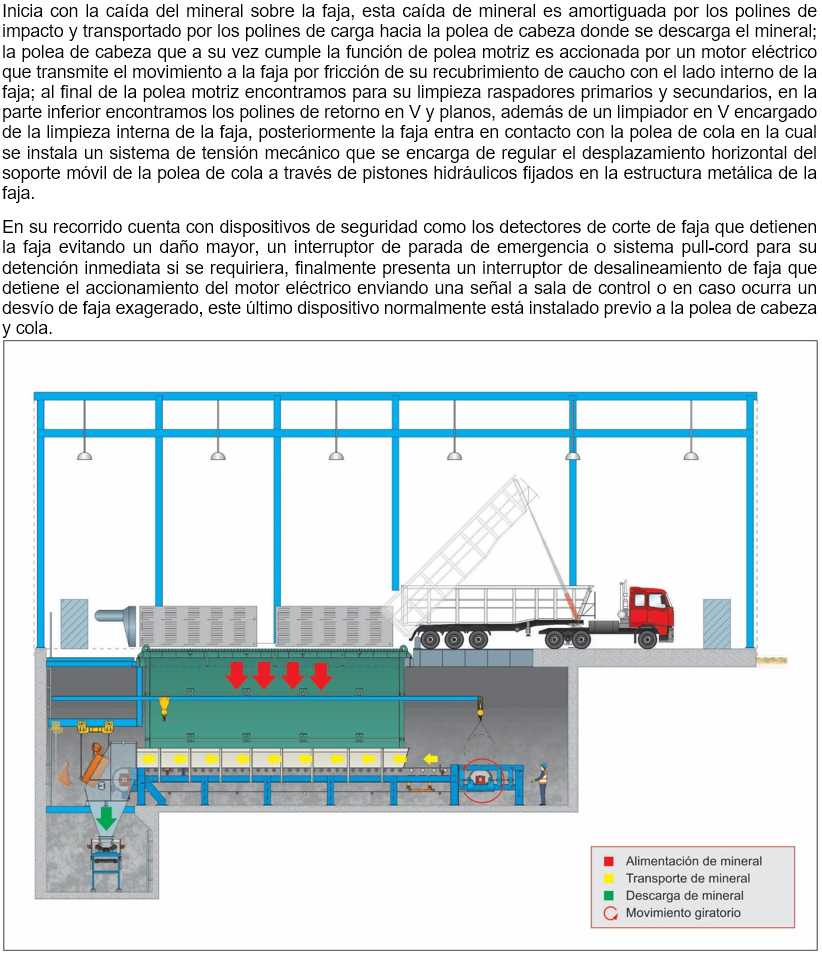 Inicia con la caída del mineral sobre la faja, esta caída de mineral es amortiguada por los polines de
impacto y transportado por los polines de carga hacia la polea de cabeza donde se descarga el mineral;
la polea de cabeza que a su vez cumple la función de polea motriz es accionada por un motor eléctrico
que transmite el movimiento a la faja por fricción de su recubrimiento de caucho con el lado interno de la
faja; al final de la polea motriz encontramos para su limpieza raspadores primarios y secundarios, en la
parte inferior encontramos los polines de retorno en V y planos, además de un limpiador en V encargado
de la limpieza interna de la faja, posteriormente la faja entra en contacto con la polea de cola en la cual
se instala un sistema de tensión mecánico que se encarga de regular el desplazamiento horizontal del
soporte móvil de la polea de cola a través de pistones hidráulicos fijados en la estructura metálica de la
faja.
En su recorrido cuenta con dispositivos de seguridad como los detectores de corte de faja que detienen
la faja evitando un daño mayor, un interruptor de parada de emergencia o sistema pull-cord para su
detención inmediata si se requiriera, finalmente presenta un interruptor de desalineamiento de faja que
detiene el accionamiento del motor eléctrico enviando una señal a sala de control o en caso ocurra un
desvío de faja exagerado, este último dispositivo normalmente está instalado previo a la polea de cabeza
y cola.
Alimentación de mineral
Transporte de mineral
Descarga de mineral
Movimiento giratorio